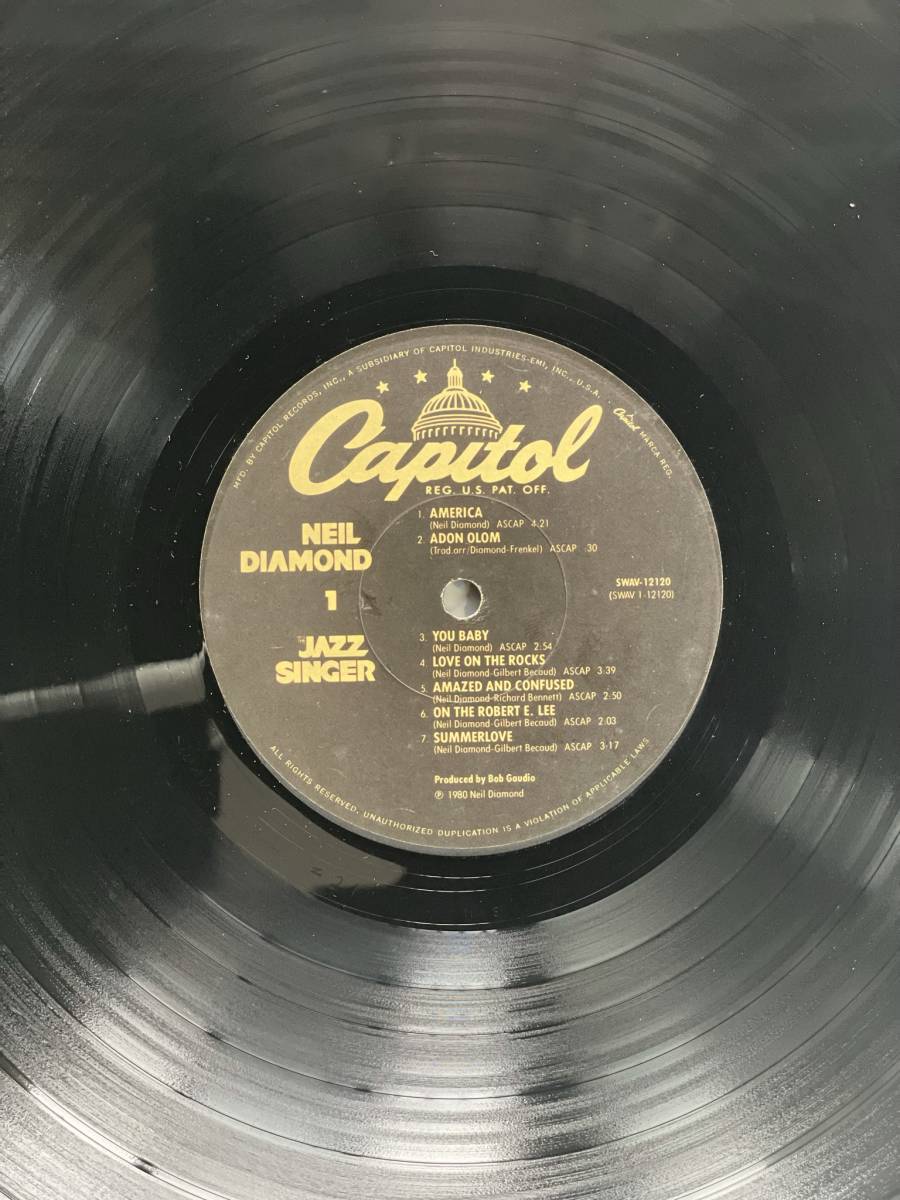 MFD. BY CAPITOL RECORDS, INC., A SUBSIDIARY OF CAPITOL INDUSTRIES-EMI, INC., U.S.A.
Capitol MARCA REG.
Capitol
REG. U.S. PAT. OFF.
NEIL
DIAMOND
1
THE JAZZ
SINGER
1. AMERICA
(Neil Diamond) ASCAP 4:21
2. ADON OLOM
(Trad.arr/Diamond-Frenkel) ASCAP :30
SWAV-12120
(SWAV 1-12120)
3. YOU BABY
(Neil Diamond) ASCAP 2:54
4. LOVE ON THE ROCKS
(Neil Diamond-Gilbert Becaud) ASCAP 3:39
5. AMAZED AND CONFUSED
(Neil Diamond-Richard Bennett) ASCAP 2:50
6. ON THE ROBERT E. LEE
(Neil Diamond-Gilbert Becaud) ASCAP 2:03
7. SUMMERLOVE
(Neil Diamond-Gilbert Becaud) ASCAP 3:17
Produced by Bob Gaudio
℗ 1980 Neil Diamond
ALL RIGHTS RESERVED. UNAUTHORIZED DUPLICATION IS A VIOLATION OF APPLICABLE LAWS